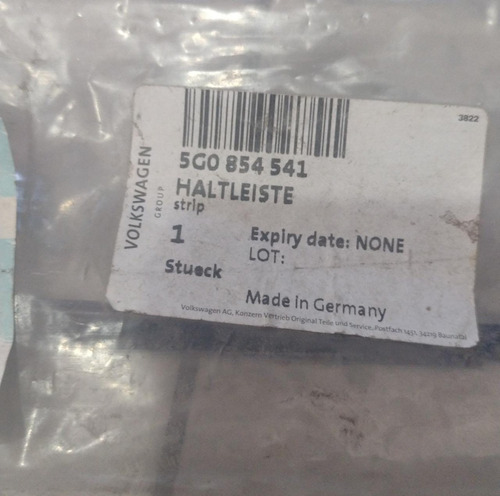 3822
VOLKSWAGEN
GROUP
5G0 854 541
HALTLEISTE
strip
1
Expiry date: NONE
LOT:
Stueck
Made in Germany
Volkswagen AG, Konzern Vertrieb Original Teile und Service, Postfach 1451, 34219 Baunatal